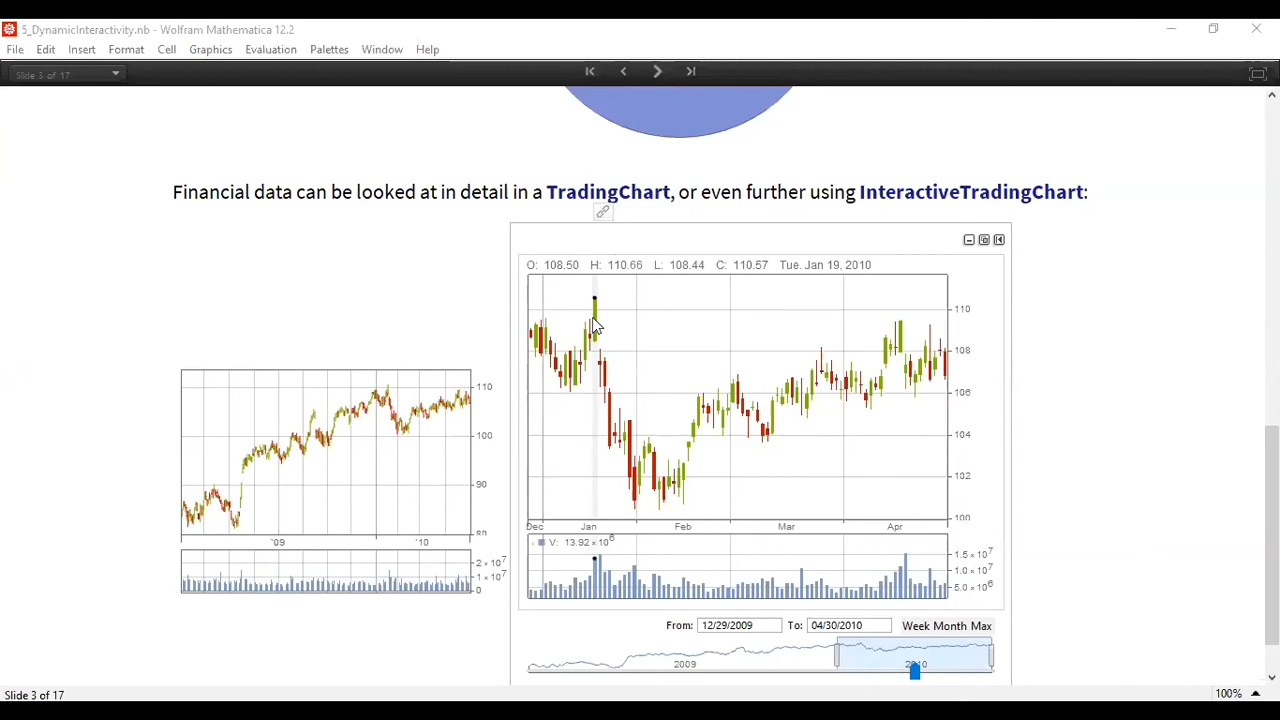 5_DynamicInteractivity.nb - Wolfram Mathematica 12.2
File Edit Insert Format Cell Graphics Evaluation Palettes Window Help
Slide 3 of 17
Financial data can be looked at in detail in a TradingChart, or even further using InteractiveTradingChart:
O: 108.50 H: 110.66 L: 108.44 C: 110.57 Tue. Jan 19, 2010
110
108
106
104
102
100
Dec Jan Feb Mar Apr
V: 13.92 × 10⁶
1.5 × 10⁷
1.0 × 10⁷
5.0 × 10⁶
110
100
90
80
'09 '10
2 × 10⁷
1 × 10⁷
0
From: 12/29/2009 To: 04/30/2010 Week Month Max
2009 2010
Slide 3 of 17
100%